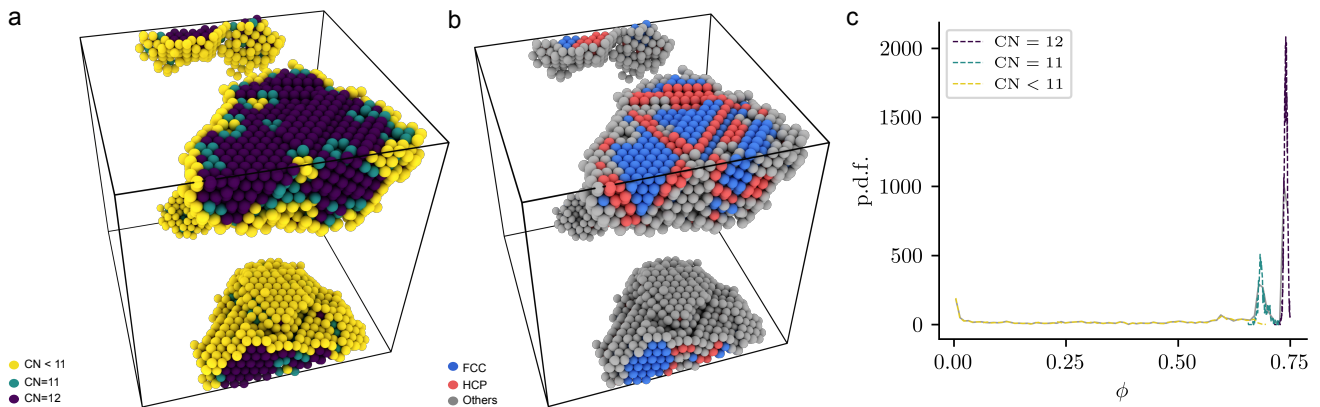 a
CN < 11
CN=11
CN=12
b
FCC
HCP
Others
c
CN = 12
CN = 11
CN < 11
2000
1500
1000
500
0
p.d.f.
0.00 0.25 0.50 0.75
ϕ